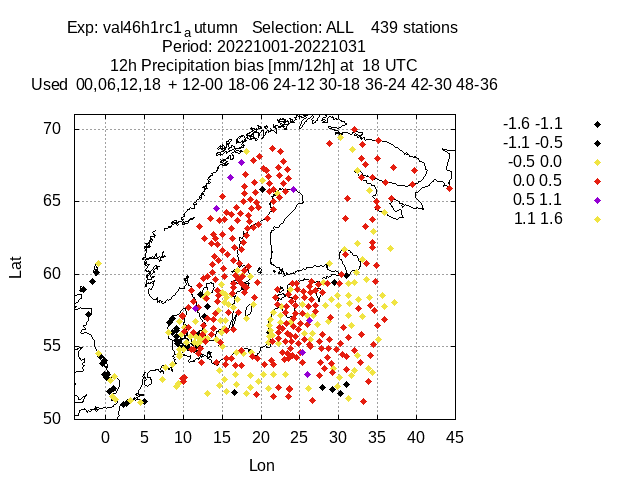 Exp: val46h1rc1ₐutumn Selection: ALL 439 stations
Period: 20221001-20221031
12h Precipitation bias [mm/12h] at 18 UTC
Used 00,06,12,18 + 12-00 18-06 24-12 30-18 36-24 42-30 48-36
-1.6 -1.1
-1.1 -0.5
-0.5 0.0
0.0 0.5
0.5 1.1
1.1 1.6
Lat
70
65
60
55
50
0 5 10 15 20 25 30 35 40 45
Lon